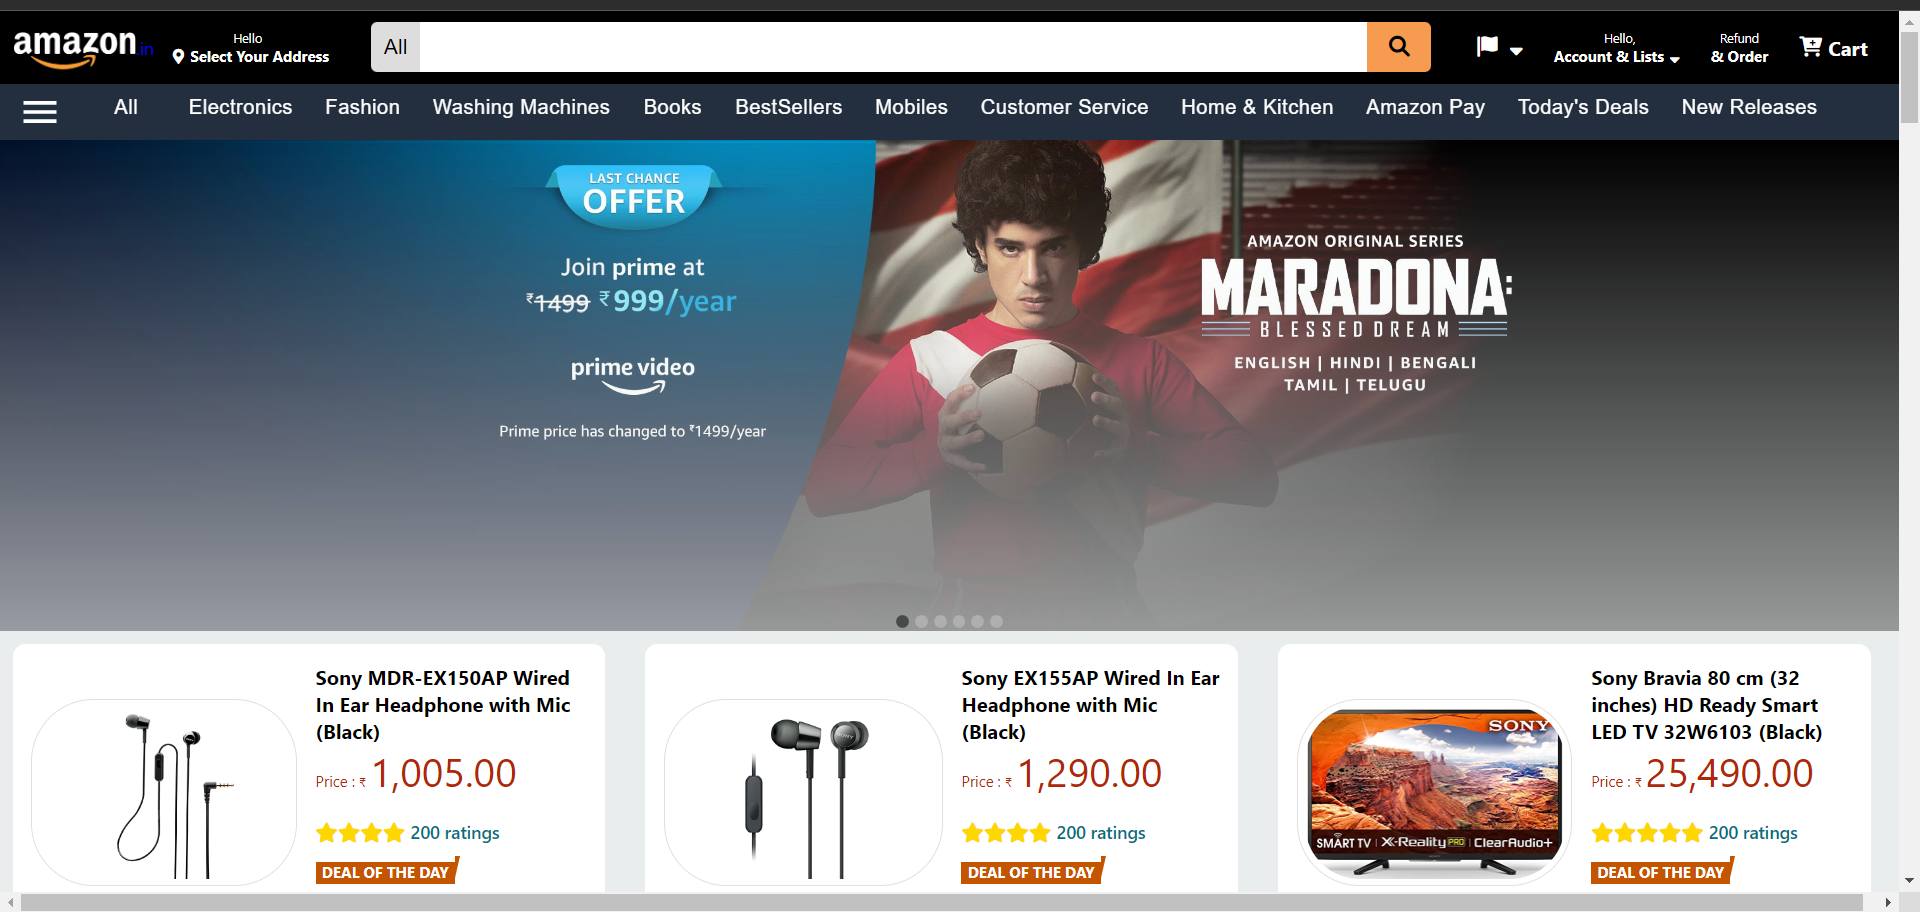 amazon.in
Hello
Select Your Address
All
Hello,
Account & Lists
Refund
& Order
Cart
All
Electronics
Fashion
Washing Machines
Books
BestSellers
Mobiles
Customer Service
Home & Kitchen
Amazon Pay
Today's Deals
New Releases
LAST CHANCE
OFFER
Join prime at
₹1499 ₹999/year
prime video
Prime price has changed to ₹1499/year
AMAZON ORIGINAL SERIES
MARADONA:
BLESSED DREAM
ENGLISH | HINDI | BENGALI
TAMIL | TELUGU
Sony MDR-EX150AP Wired
In Ear Headphone with Mic
(Black)
Price : ₹ 1,005.00
200 ratings
DEAL OF THE DAY
SONY
Sony EX155AP Wired In Ear
Headphone with Mic
(Black)
Price : ₹ 1,290.00
200 ratings
DEAL OF THE DAY
SONY
SMART TV | X-Reality PRO | ClearAudio+
Sony Bravia 80 cm (32
inches) HD Ready Smart
LED TV 32W6103 (Black)
Price : ₹ 25,490.00
200 ratings
DEAL OF THE DAY